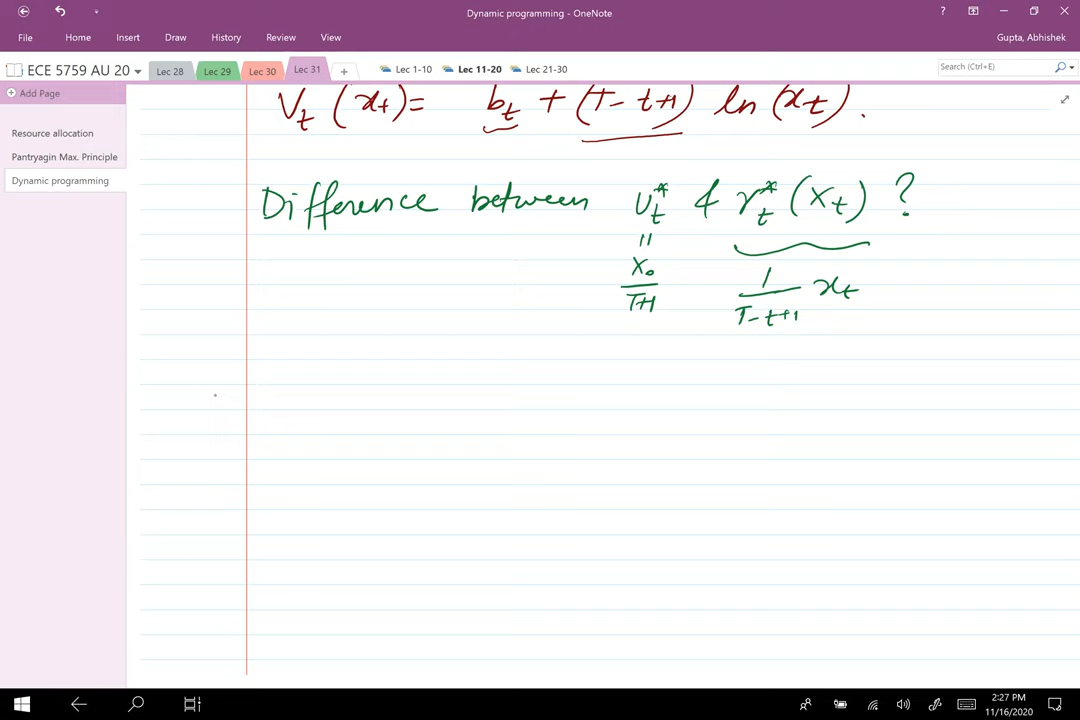 Dynamic programming - OneNote
?
File Home Insert Draw History Review View
Gupta, Abhishek
ECE 5759 AU 20
Lec 28 Lec 29 Lec 30 Lec 31 +
Lec 1-10 Lec 11-20 Lec 21-30
Search (Ctrl+E)
Add Page
Resource allocation
Pantryagin Max. Principle
Dynamic programming
V_t (x_t) = b_t + (T-t+1) ln (x_t).
Difference between U_t^* & γ_t^* (x_t) ?
= x_0/T+1
1/T-t+1 x_t
2:27 PM
11/16/2020